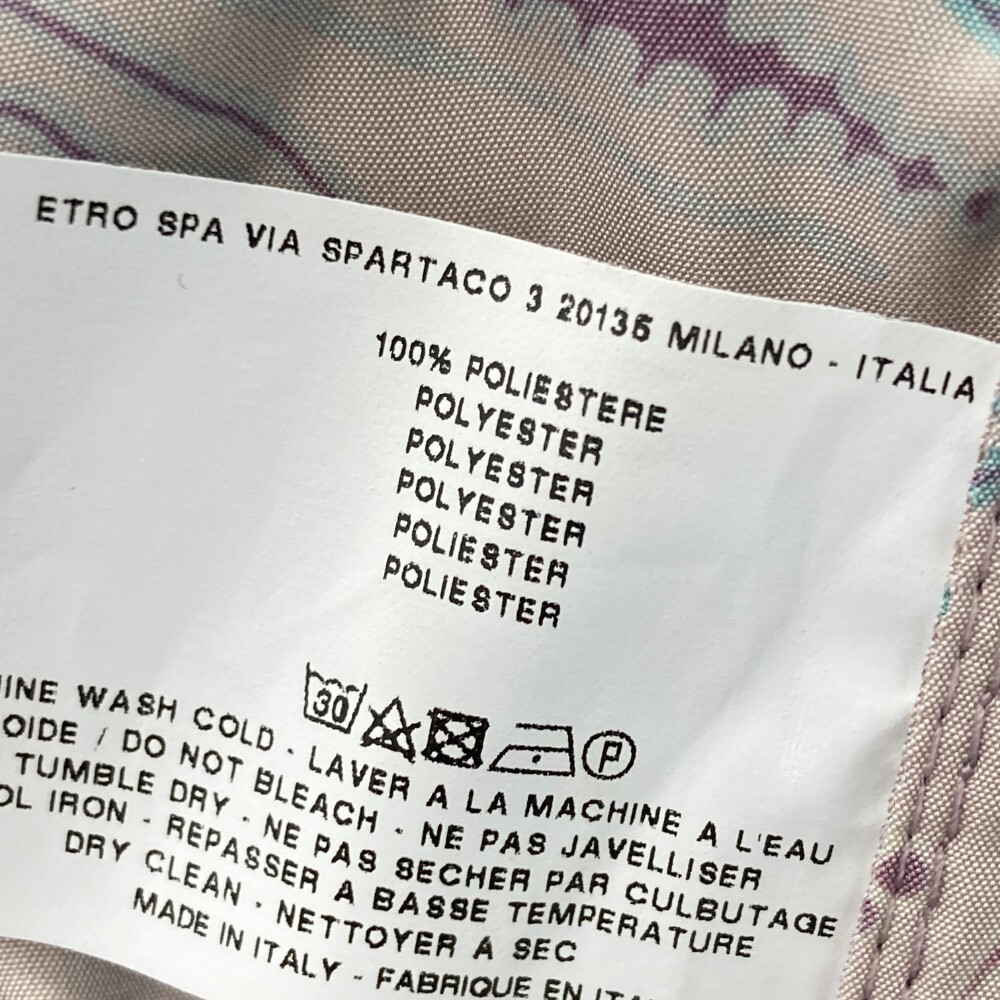 ETRO SPA VIA SPARTACO 3 20135 MILANO - ITALIA
100% POLIESTERE
POLYESTER
POLYESTER
POLYESTER
POLIESTER
POLIESTER
30 P
WASH COLD - LAVER A LA MACHINE A L'EAU
/ DO NOT BLEACH - NE PAS JAVELLISER
TUMBLE DRY - NE PAS SECHER PAR CULBUTAGE
IRON - REPASSER A BASSE TEMPERATURE
DRY CLEAN - NETTOYER A SEC
MADE IN ITALY - FABRIQUE EN